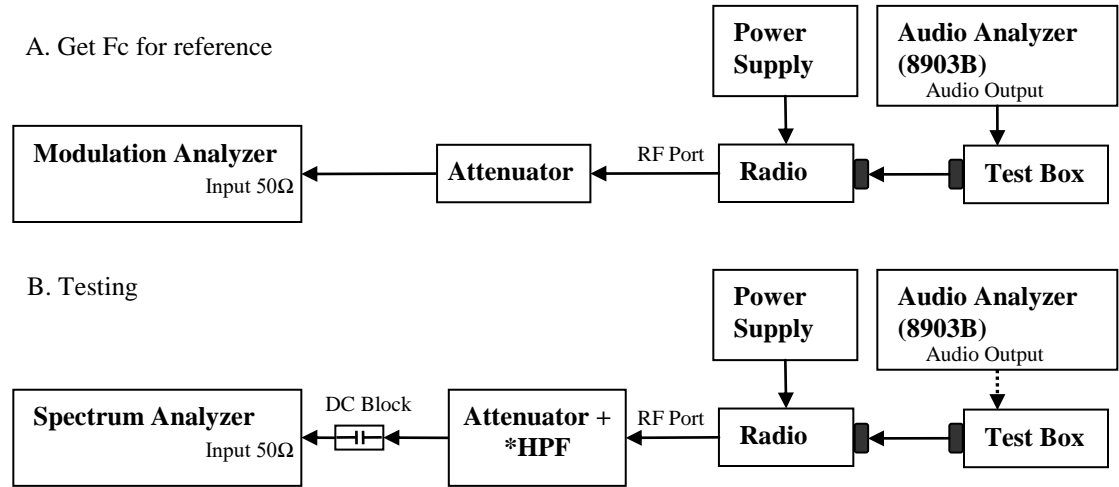 A. Get Fc for reference
Power
Supply
Audio Analyzer
(8903B)
Audio Output
Modulation Analyzer
Input 50Ω
Attenuator
RF Port
Radio
Test Box
B. Testing
Power
Supply
Audio Analyzer
(8903B)
Audio Output
Spectrum Analyzer
Input 50Ω
DC Block
Attenuator +
*HPF
RF Port
Radio
Test Box